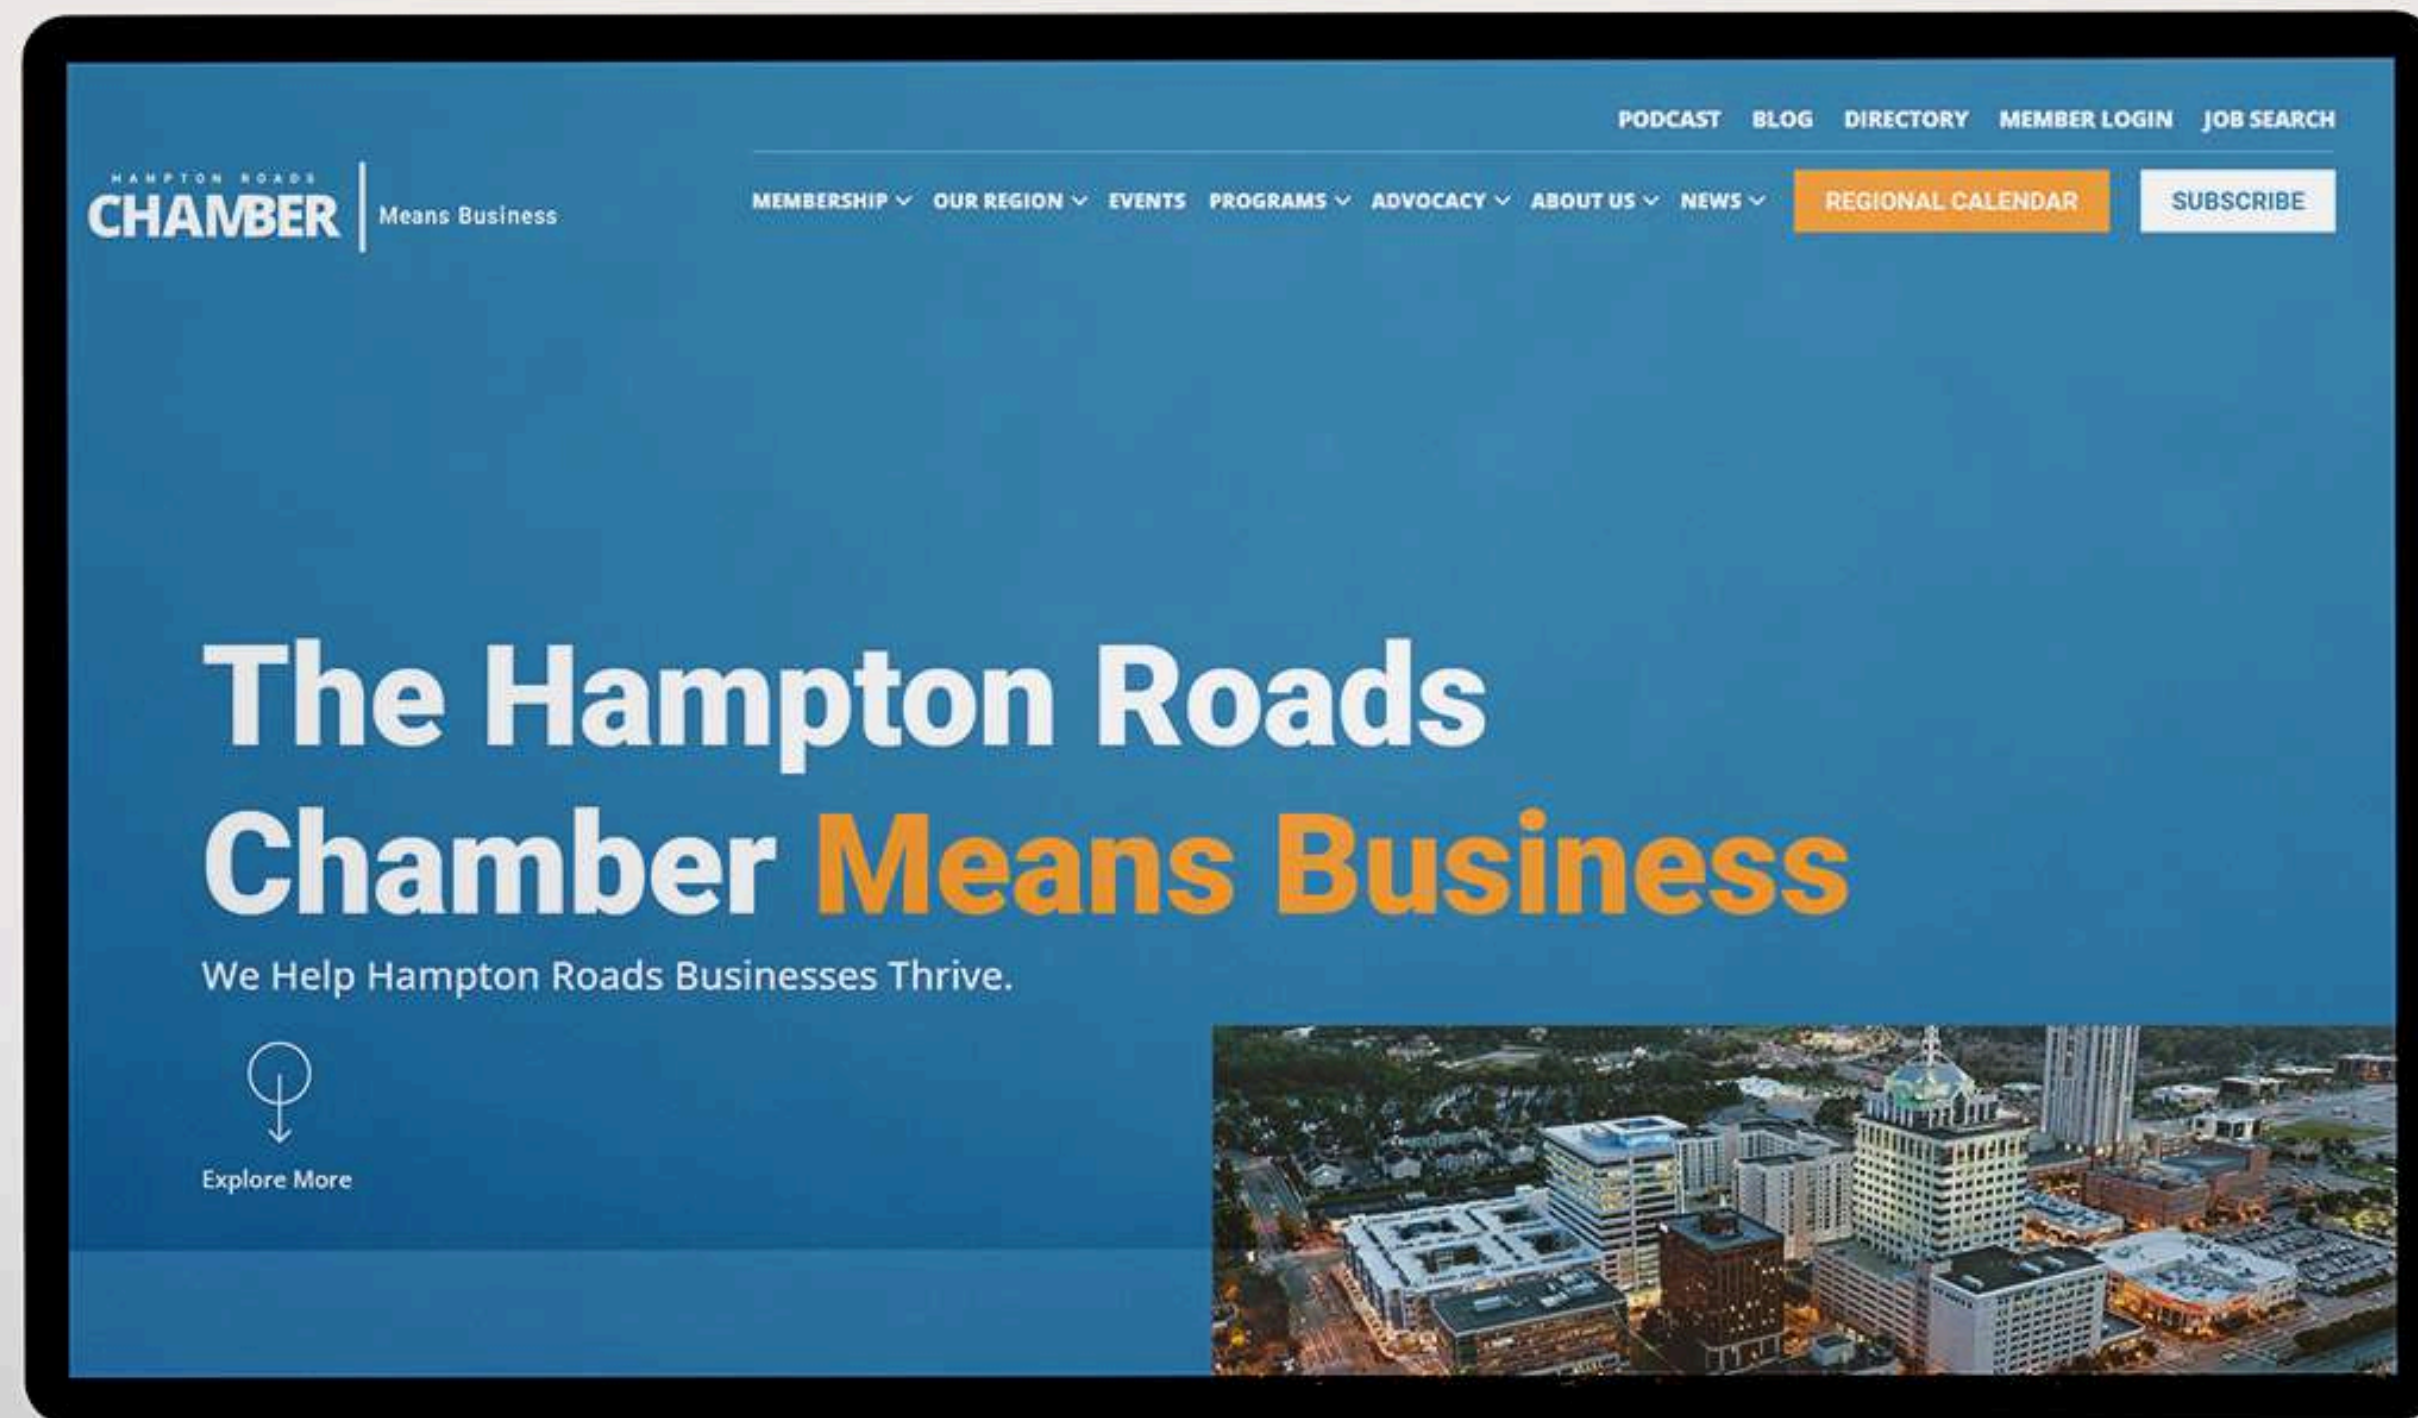 PODCAST BLOG DIRECTORY MEMBER LOGIN JOB SEARCH
HAMPTON ROADS
CHAMBER
Means Business
MEMBERSHIP OUR REGION EVENTS PROGRAMS ADVOCACY ABOUT US NEWS REGIONAL CALENDAR SUBSCRIBE
The Hampton Roads
Chamber Means Business
We Help Hampton Roads Businesses Thrive.
Explore More